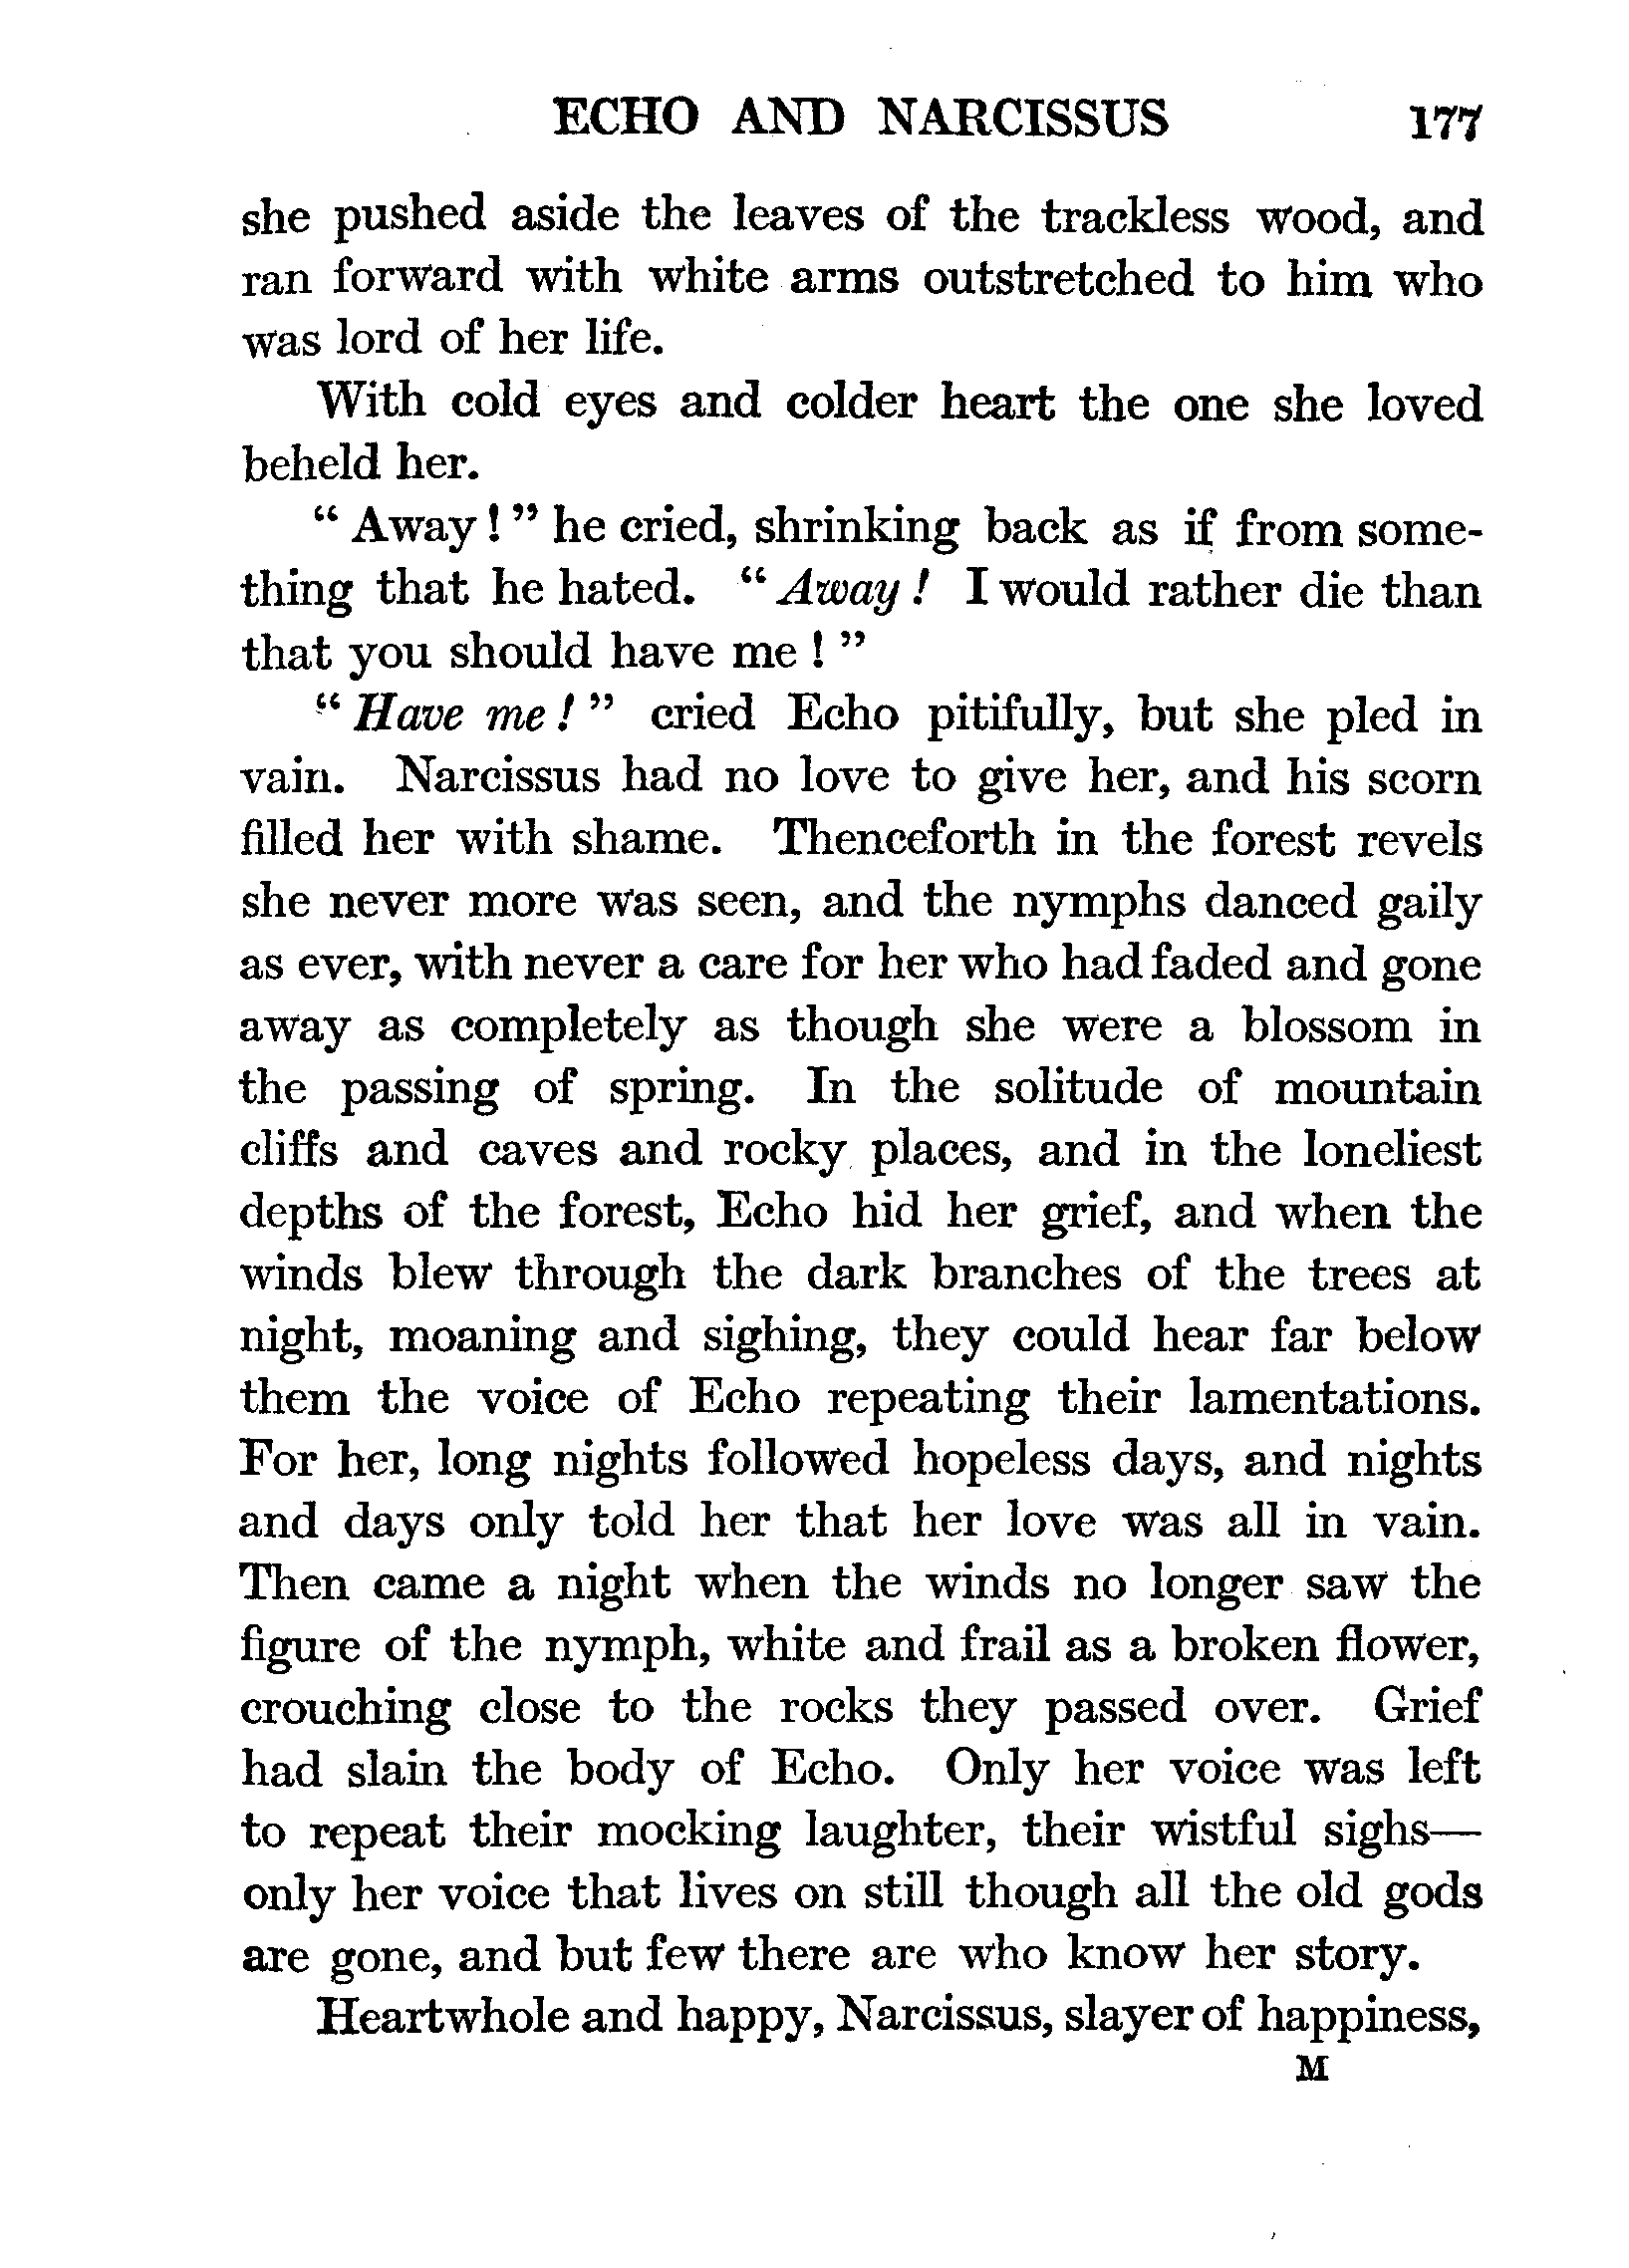 ECHO AND NARCISSUS 177
she pushed aside the leaves of the trackless wood, and
ran forward with white arms outstretched to him who
was lord of her life.
With cold eyes and colder heart the one she loved
beheld her.
“ Away ! ” he cried, shrinking back as if from some-
thing that he hated. “ Away ! I would rather die than
that you should have me ! ”
“ Have me ! ” cried Echo pitifully, but she pled in
vain. Narcissus had no love to give her, and his scorn
filled her with shame. Thenceforth in the forest revels
she never more was seen, and the nymphs danced gaily
as ever, with never a care for her who had faded and gone
away as completely as though she were a blossom in
the passing of spring. In the solitude of mountain
cliffs and caves and rocky places, and in the loneliest
depths of the forest, Echo hid her grief, and when the
winds blew through the dark branches of the trees at
night, moaning and sighing, they could hear far below
them the voice of Echo repeating their lamentations.
For her, long nights followed hopeless days, and nights
and days only told her that her love was all in vain.
Then came a night when the winds no longer saw the
figure of the nymph, white and frail as a broken flower,
crouching close to the rocks they passed over. Grief
had slain the body of Echo. Only her voice was left
to repeat their mocking laughter, their wistful sighs—
only her voice that lives on still though all the old gods
are gone, and but few there are who know her story.
Heartwhole and happy, Narcissus, slayer of happiness,
M